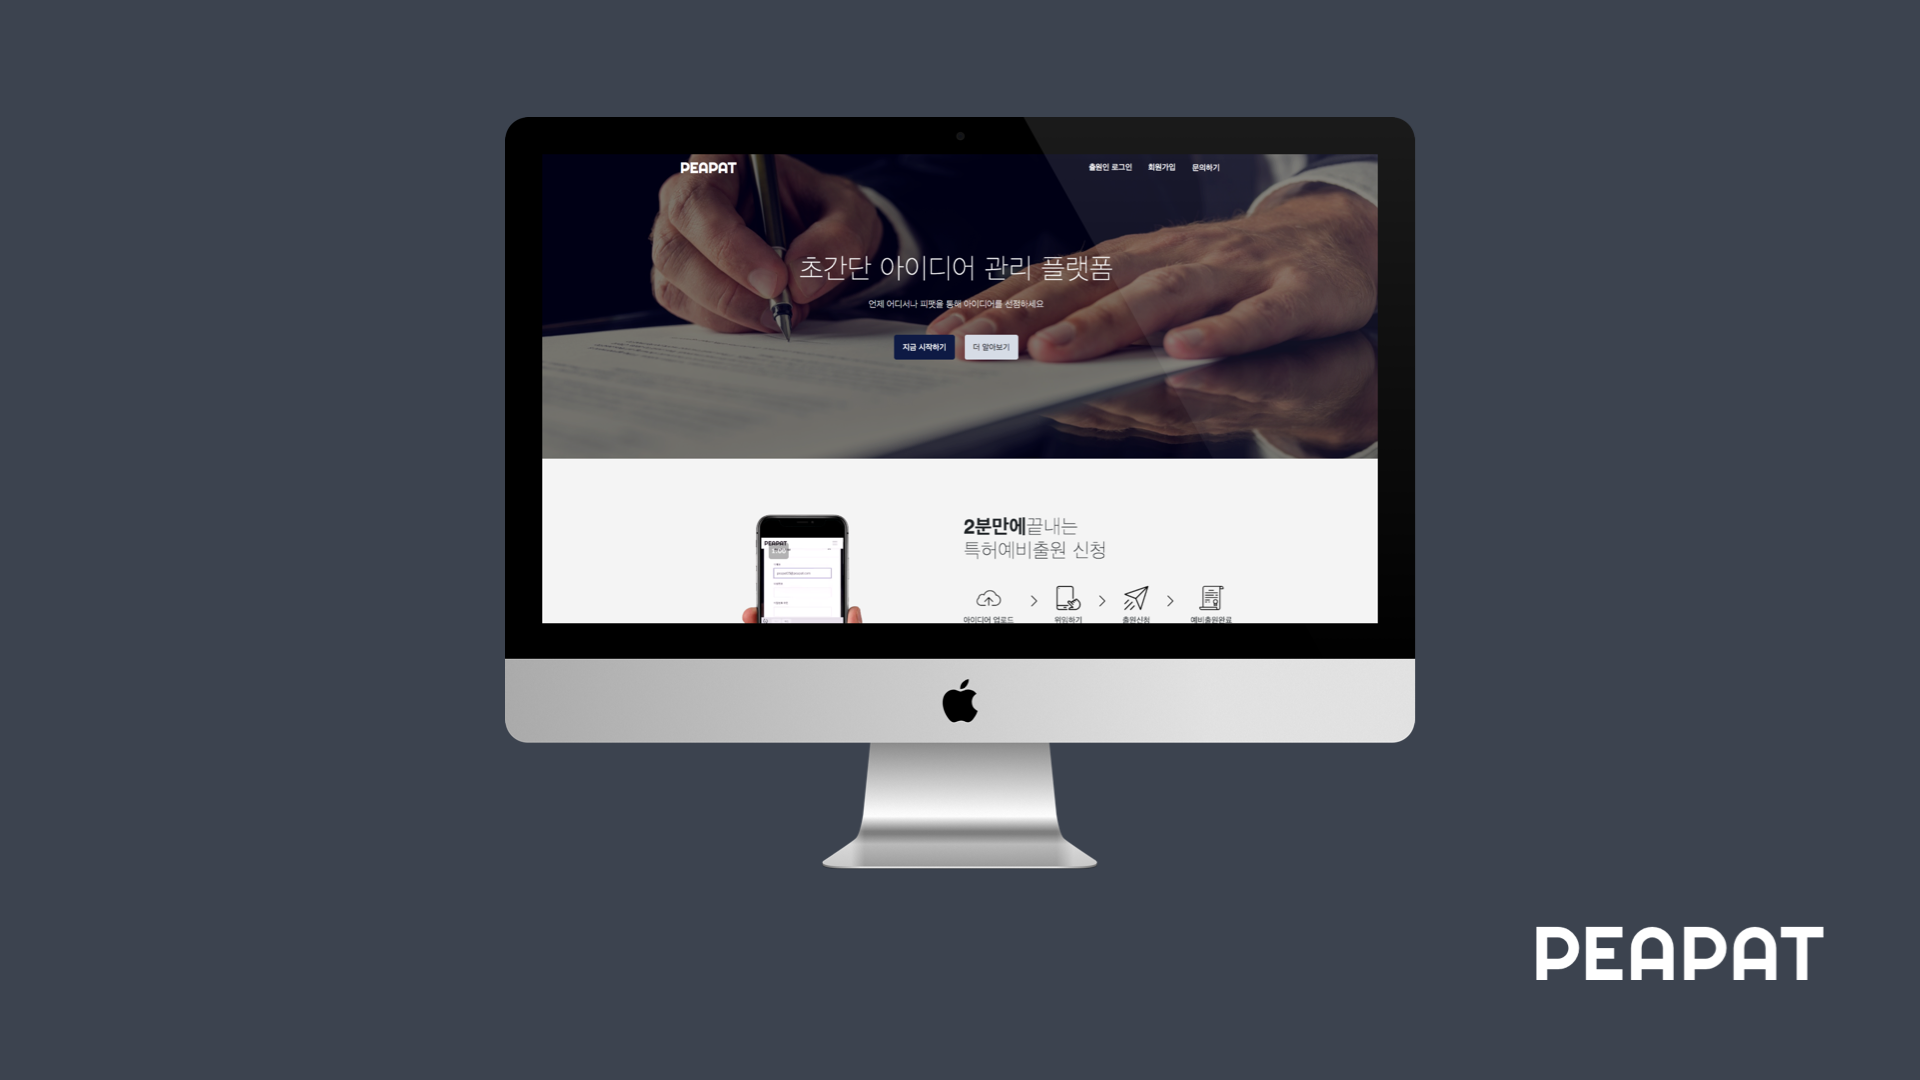 PEAPAT
출원인 로그인 회원가입 문의하기
초간단 아이디어 관리 플랫폼
언제 어디서나 피팻을 통해 아이디어를 선점하세요
지금 시작하기 더 알아보기
2분만에끝내는
특허예비출원 신청
PEAPAT
아이디어 업로드 위임하기 출원신청 예비출원완료
PEAPAT